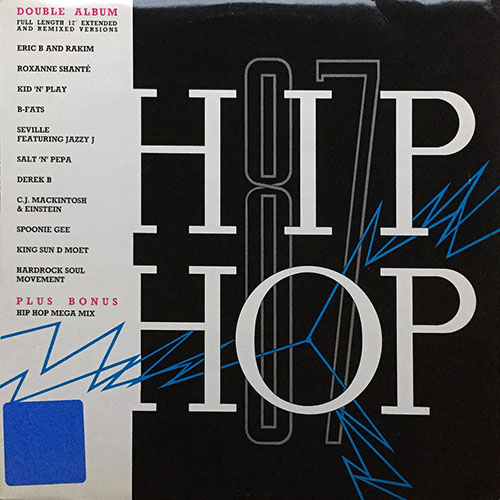 DOUBLE ALBUM
FULL LENGTH 12" EXTENDED
AND REMIXED VERSIONS
ERIC B AND RAKIM
ROXANNE SHANTÉ
KID 'N' PLAY
B-FATS
SEVILLE
FEATURING JAZZY J
SALT 'N' PEPA
DEREK B
C.J. MACKINTOSH
& EINSTEIN
SPOONIE GEE
KING SUN D MOET
HARDROCK SOUL
MOVEMENT
PLUS BONUS
HIP HOP MEGA MIX
87
HIP
HOP